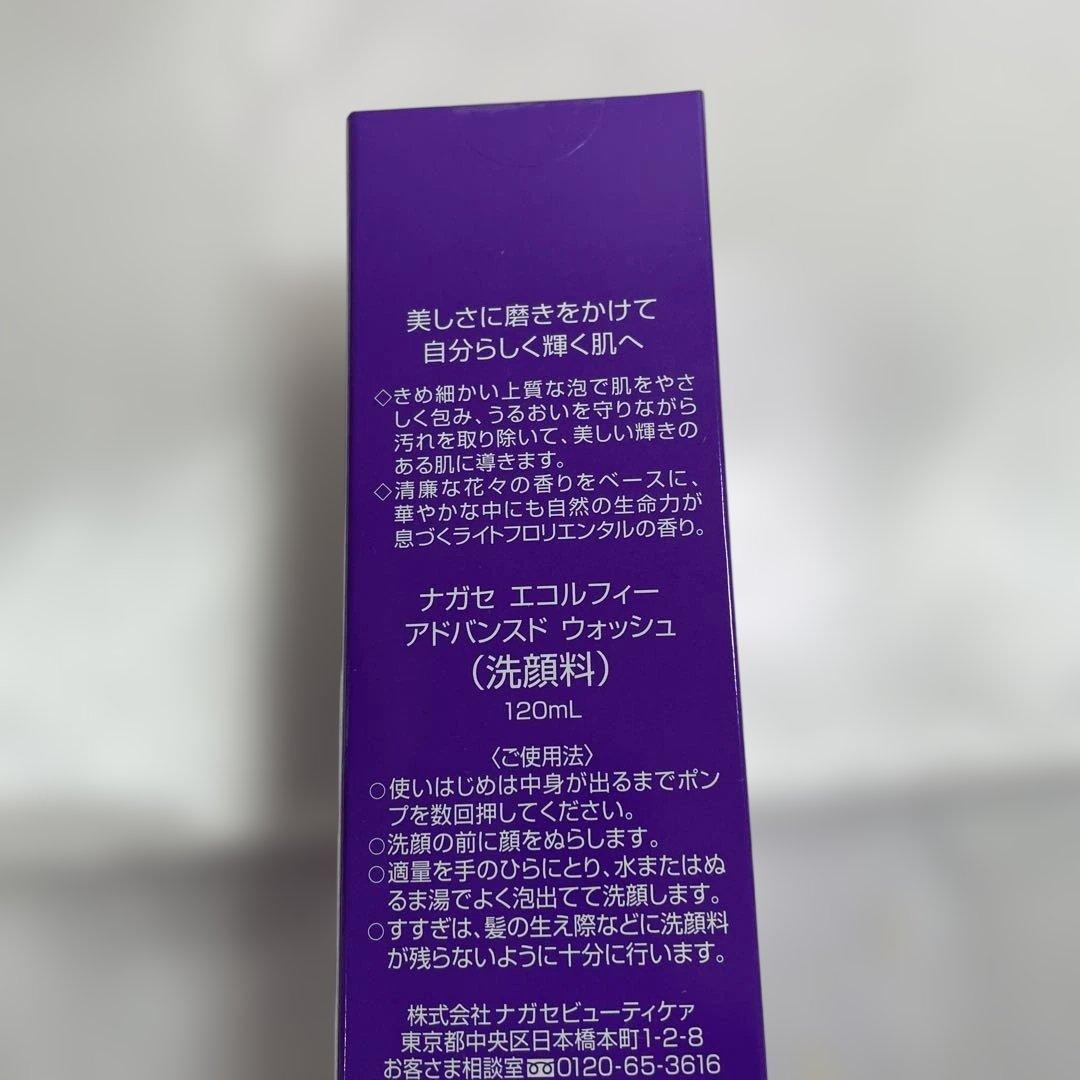 美しさに磨きをかけて
自分らしく輝く肌へ
◇きめ細かい上質な泡で肌をやさ
しく包み、うるおいを守りながら
汚れを取り除いて、美しい輝きの
ある肌に導きます。
◇清廉な花々の香りをベースに、
華やかな中にも自然の生命力が
息づくライトフロリエンタルの香り。
ナガセ エコルフィー
アドバンスド ウォッシュ
（洗顔料）
120mL
〈ご使用法〉
○使いはじめは中身が出るまでポン
プを数回押してください。
○洗顔の前に顔をぬらします。
○適量を手のひらにとり、水またはぬ
るま湯でよく泡出てて洗顔します。
○すすぎは、髪の生え際などに洗顔料
が残らないように十分に行います。
株式会社ナガセビューティケァ
東京都中央区日本橋本町1-2-8
お客さま相談室 0120-65-3616